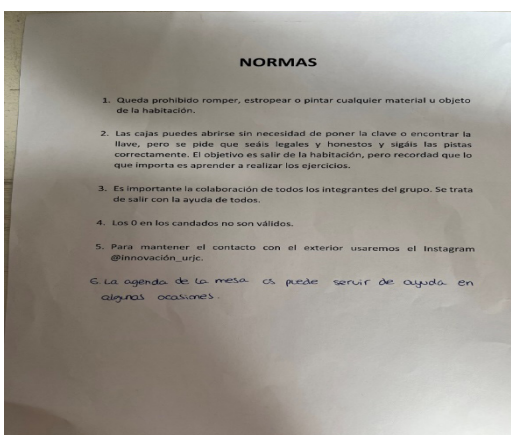 NORMAS
1. Queda prohibido romper, estropear o pintar cualquier material u objeto
de la habitación.
2. Las cajas puedes abrirse sin necesidad de poner la clave o encontrar la
llave, pero se pide que seáis legales y honestos y sigáis las pistas
correctamente. El objetivo es salir de la habitación, pero recordad que lo
que importa es aprender a realizar los ejercicios.
3. Es importante la colaboración de todos los integrantes del grupo. Se trata
de salir con la ayuda de todos.
4. Los 0 en los candados no son válidos.
5. Para mantener el contacto con el exterior usaremos el Instagram
@innovación_urjc.
6 La agenda de la mesa os puede servir de ayuda en
algunas ocasiones.